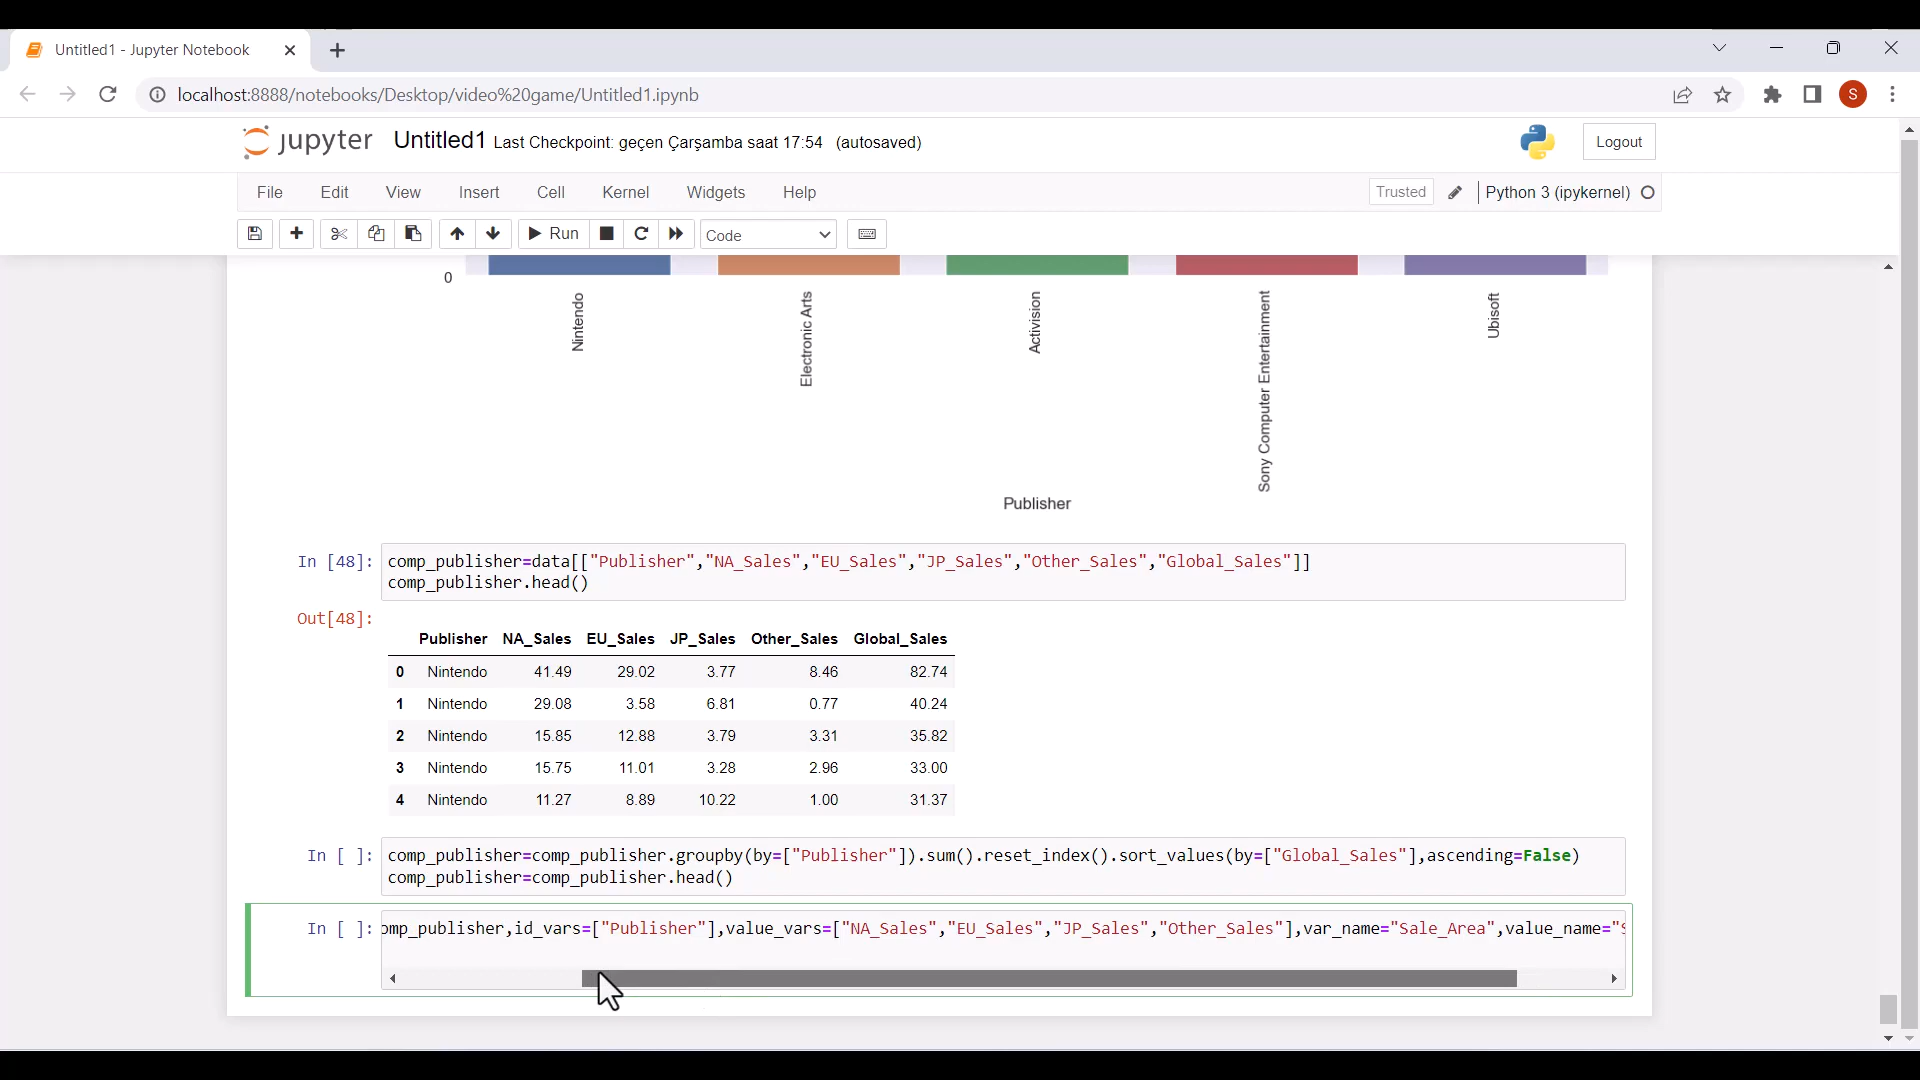 Untitled1 - Jupyter Notebook
localhost:8888/notebooks/Desktop/video%20game/Untitled1.ipynb
S
jupyter Untitled1 Last Checkpoint: geçen Çarşamba saat 17:54 (autosaved)
Logout
File Edit View Insert Cell Kernel Widgets Help
Trusted
Python 3 (ipykernel)
Run
Code
0
Nintendo
Electronic Arts
Activision
Sony Computer Entertainment
Ubisoft
Publisher
In [48]: comp_publisher=data[["Publisher","NA_Sales","EU_Sales","JP_Sales","Other_Sales","Global_Sales"]]
comp_publisher.head()
Out[48]:
Publisher NA_Sales EU_Sales JP_Sales Other_Sales Global_Sales
0 Nintendo 41.49 29.02 3.77 8.46 82.74
1 Nintendo 29.08 3.58 6.81 0.77 40.24
2 Nintendo 15.85 12.88 3.79 3.31 35.82
3 Nintendo 15.75 11.01 3.28 2.96 33.00
4 Nintendo 11.27 8.89 10.22 1.00 31.37
In [ ]: comp_publisher=comp_publisher.groupby(by=["Publisher"]).sum().reset_index().sort_values(by=["Global_Sales"],ascending=False)
comp_publisher=comp_publisher.head()
In [ ]: omp_publisher,id_vars=["Publisher"],value_vars=["NA_Sales","EU_Sales","JP_Sales","Other_Sales"],var_name="Sale_Area",value_name="S